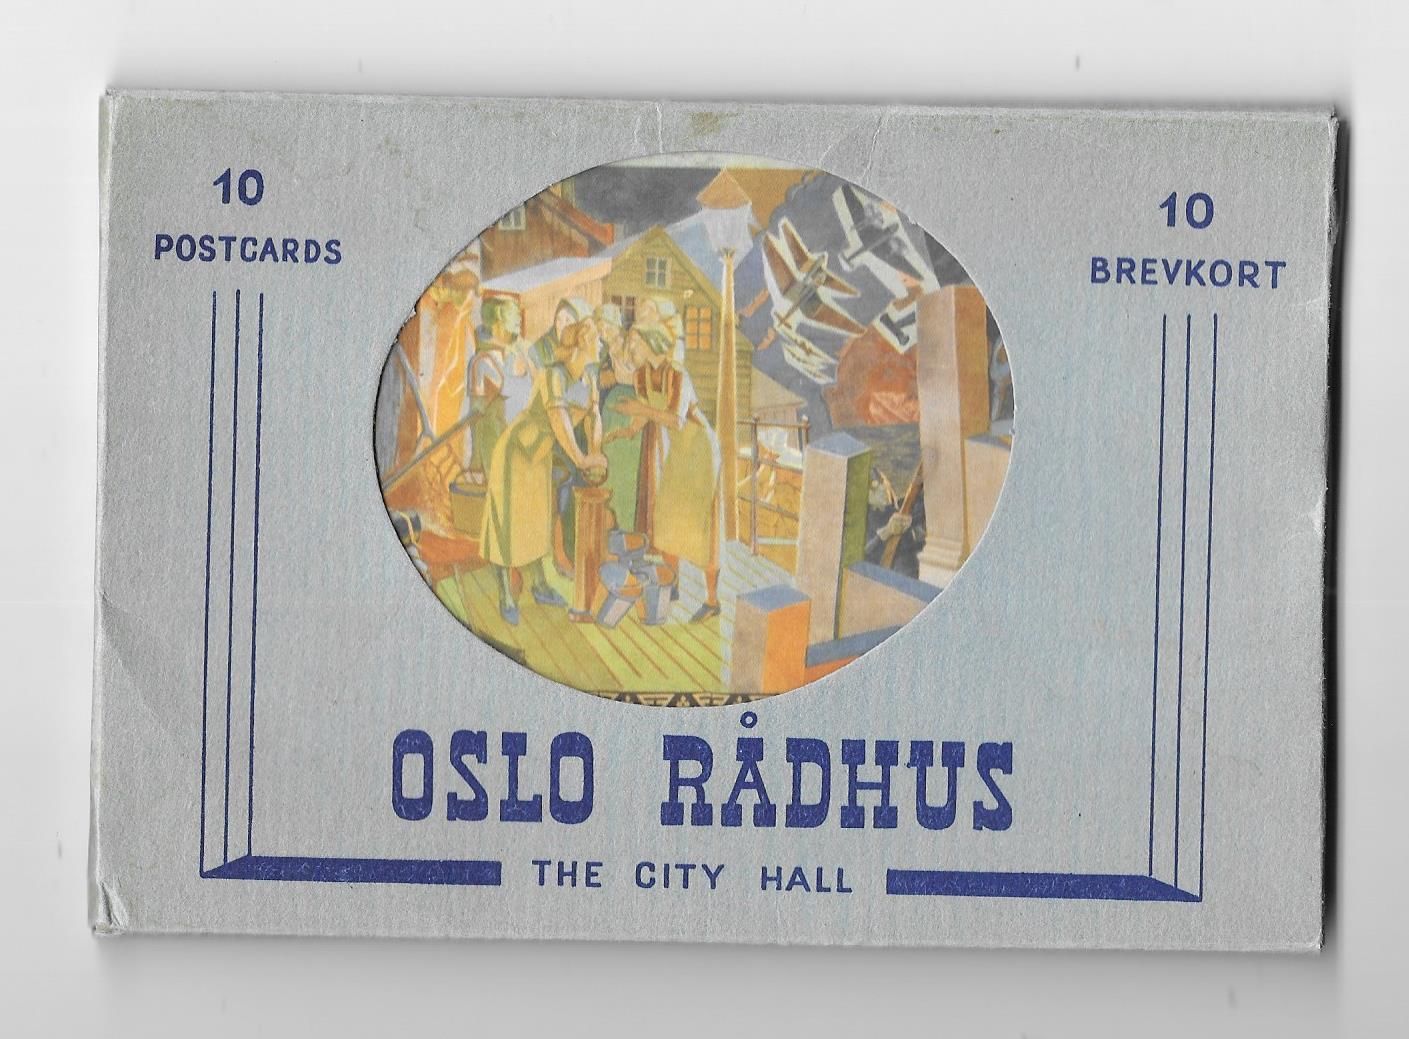 10
POSTCARDS
10
BREVKORT
OSLO RÅDHUS
THE CITY HALL